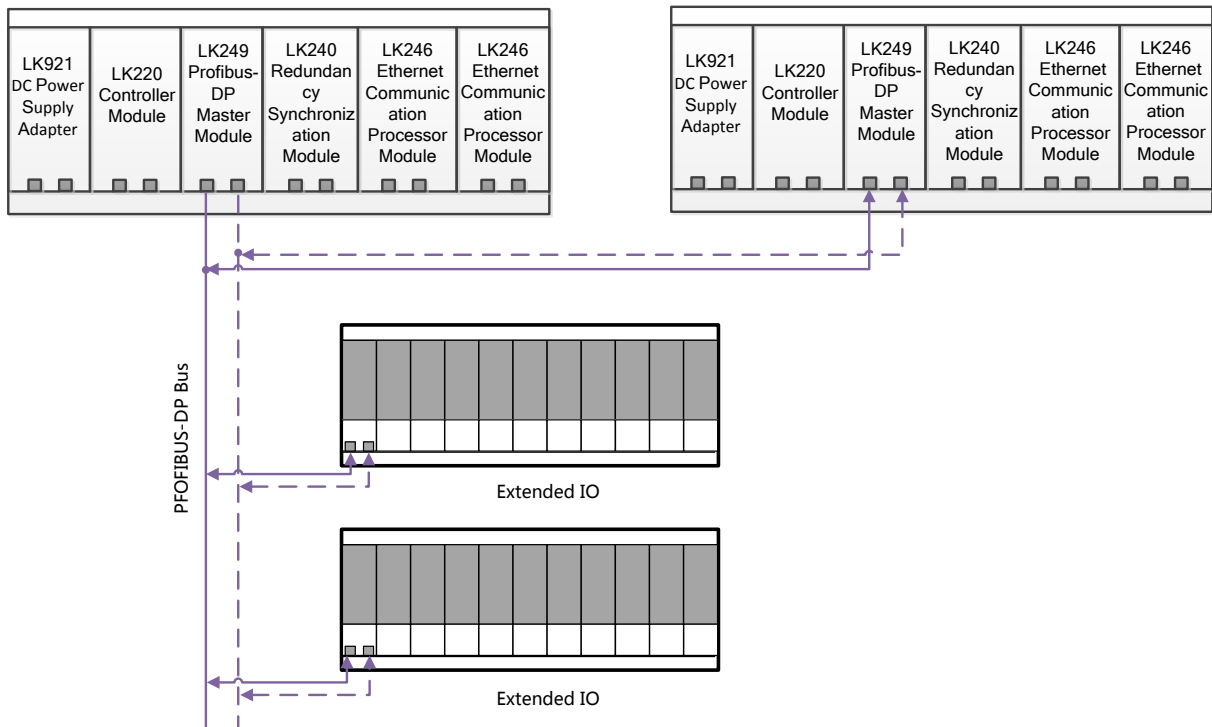 LK921
DC Power
Supply
Adapter
LK220
Controller
Module
LK249
Profibus-
DP
Master
Module
LK240
Redundan
cy
Synchroniz
ation
Module
LK246
Ethernet
Communic
ation
Processor
Module
LK246
Ethernet
Communic
ation
Processor
Module
LK921
DC Power
Supply
Adapter
LK220
Controller
Module
LK249
Profibus-
DP
Master
Module
LK240
Redundan
cy
Synchroniz
ation
Module
LK246
Ethernet
Communic
ation
Processor
Module
LK246
Ethernet
Communic
ation
Processor
Module
PFOFIBUS-DP Bus
Extended IO
Extended IO